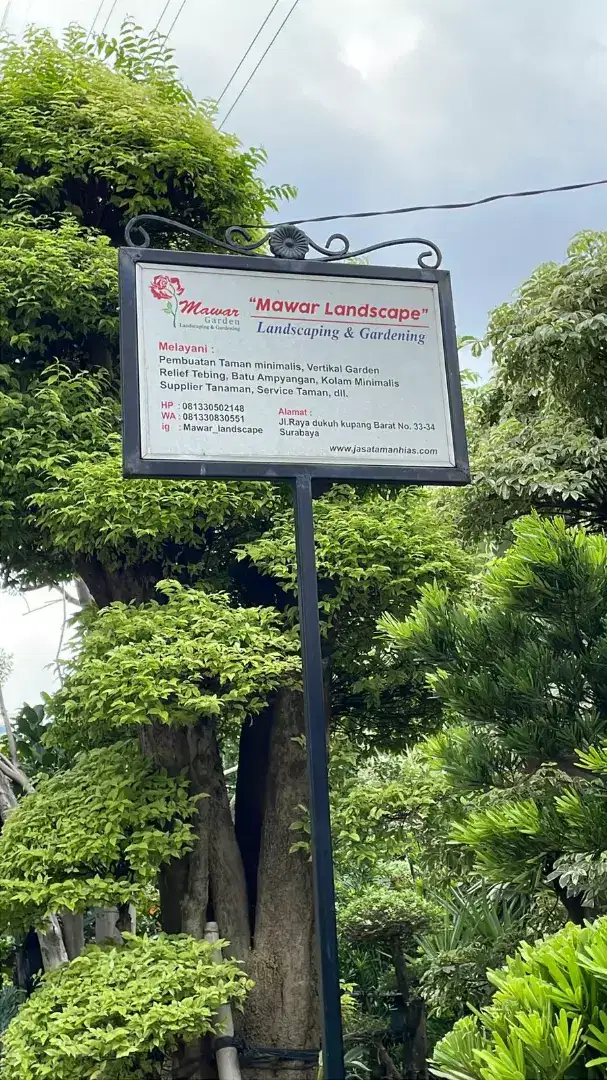 Mawar
Garden
Landscaping & Gardening
"Mawar Landscape"
Landscaping & Gardening
Melayani :
Pembuatan Taman minimalis, Vertikal Garden
Relief Tebing, Batu Ampyangan, Kolam Minimalis
Supplier Tanaman, Service Taman, dll.
HP : 081330502148
WA : 081330830551
ig : Mawar_landscape
Alamat :
Jl.Raya dukuh kupang Barat No. 33-34
Surabaya
www.jasatamanhias.com